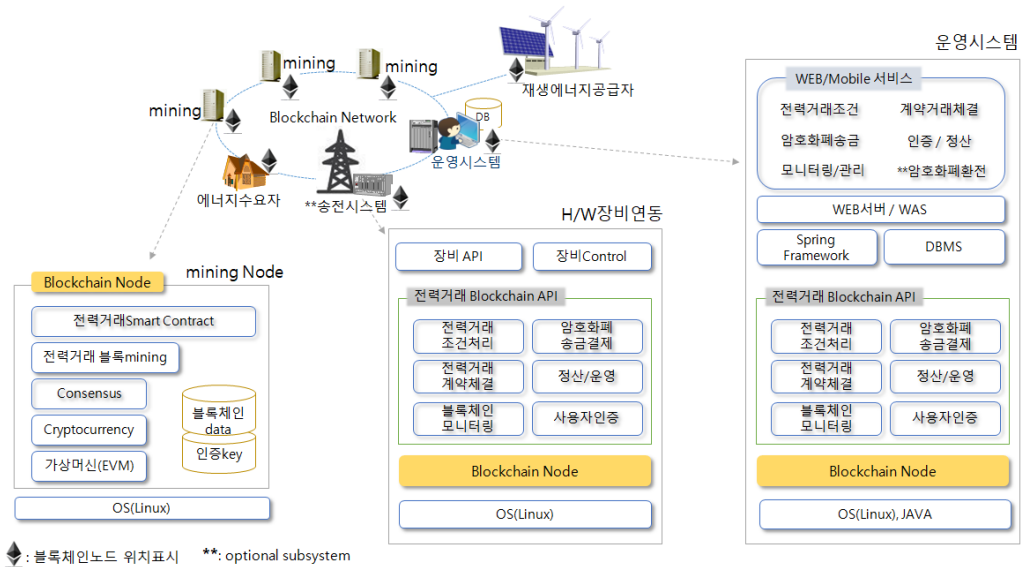 mining
mining
mining
Blockchain Network
재생에너지공급자
DB
운영시스템
에너지수요자
**송전시스템
mining Node
Blockchain Node
전력거래Smart Contract
전력거래 블록mining
Consensus
Cryptocurrency
가상머신(EVM)
블록체인
data
인증key
OS(Linux)
H/W장비연동
장비 API
장비Control
전력거래 Blockchain API
전력거래
조건처리
암호화폐
송금결제
전력거래
계약체결
정산/운영
블록체인
모니터링
사용자인증
Blockchain Node
OS(Linux)
운영시스템
WEB/Mobile 서비스
전력거래조건
계약거래체결
암호화폐송금
인증 / 정산
모니터링/관리
**암호화폐환전
WEB서버 / WAS
Spring
Framework
DBMS
전력거래 Blockchain API
전력거래
조건처리
암호화폐
송금결제
전력거래
계약체결
정산/운영
블록체인
모니터링
사용자인증
Blockchain Node
OS(Linux), JAVA
: 블록체인노드 위치표시
**: optional subsystem